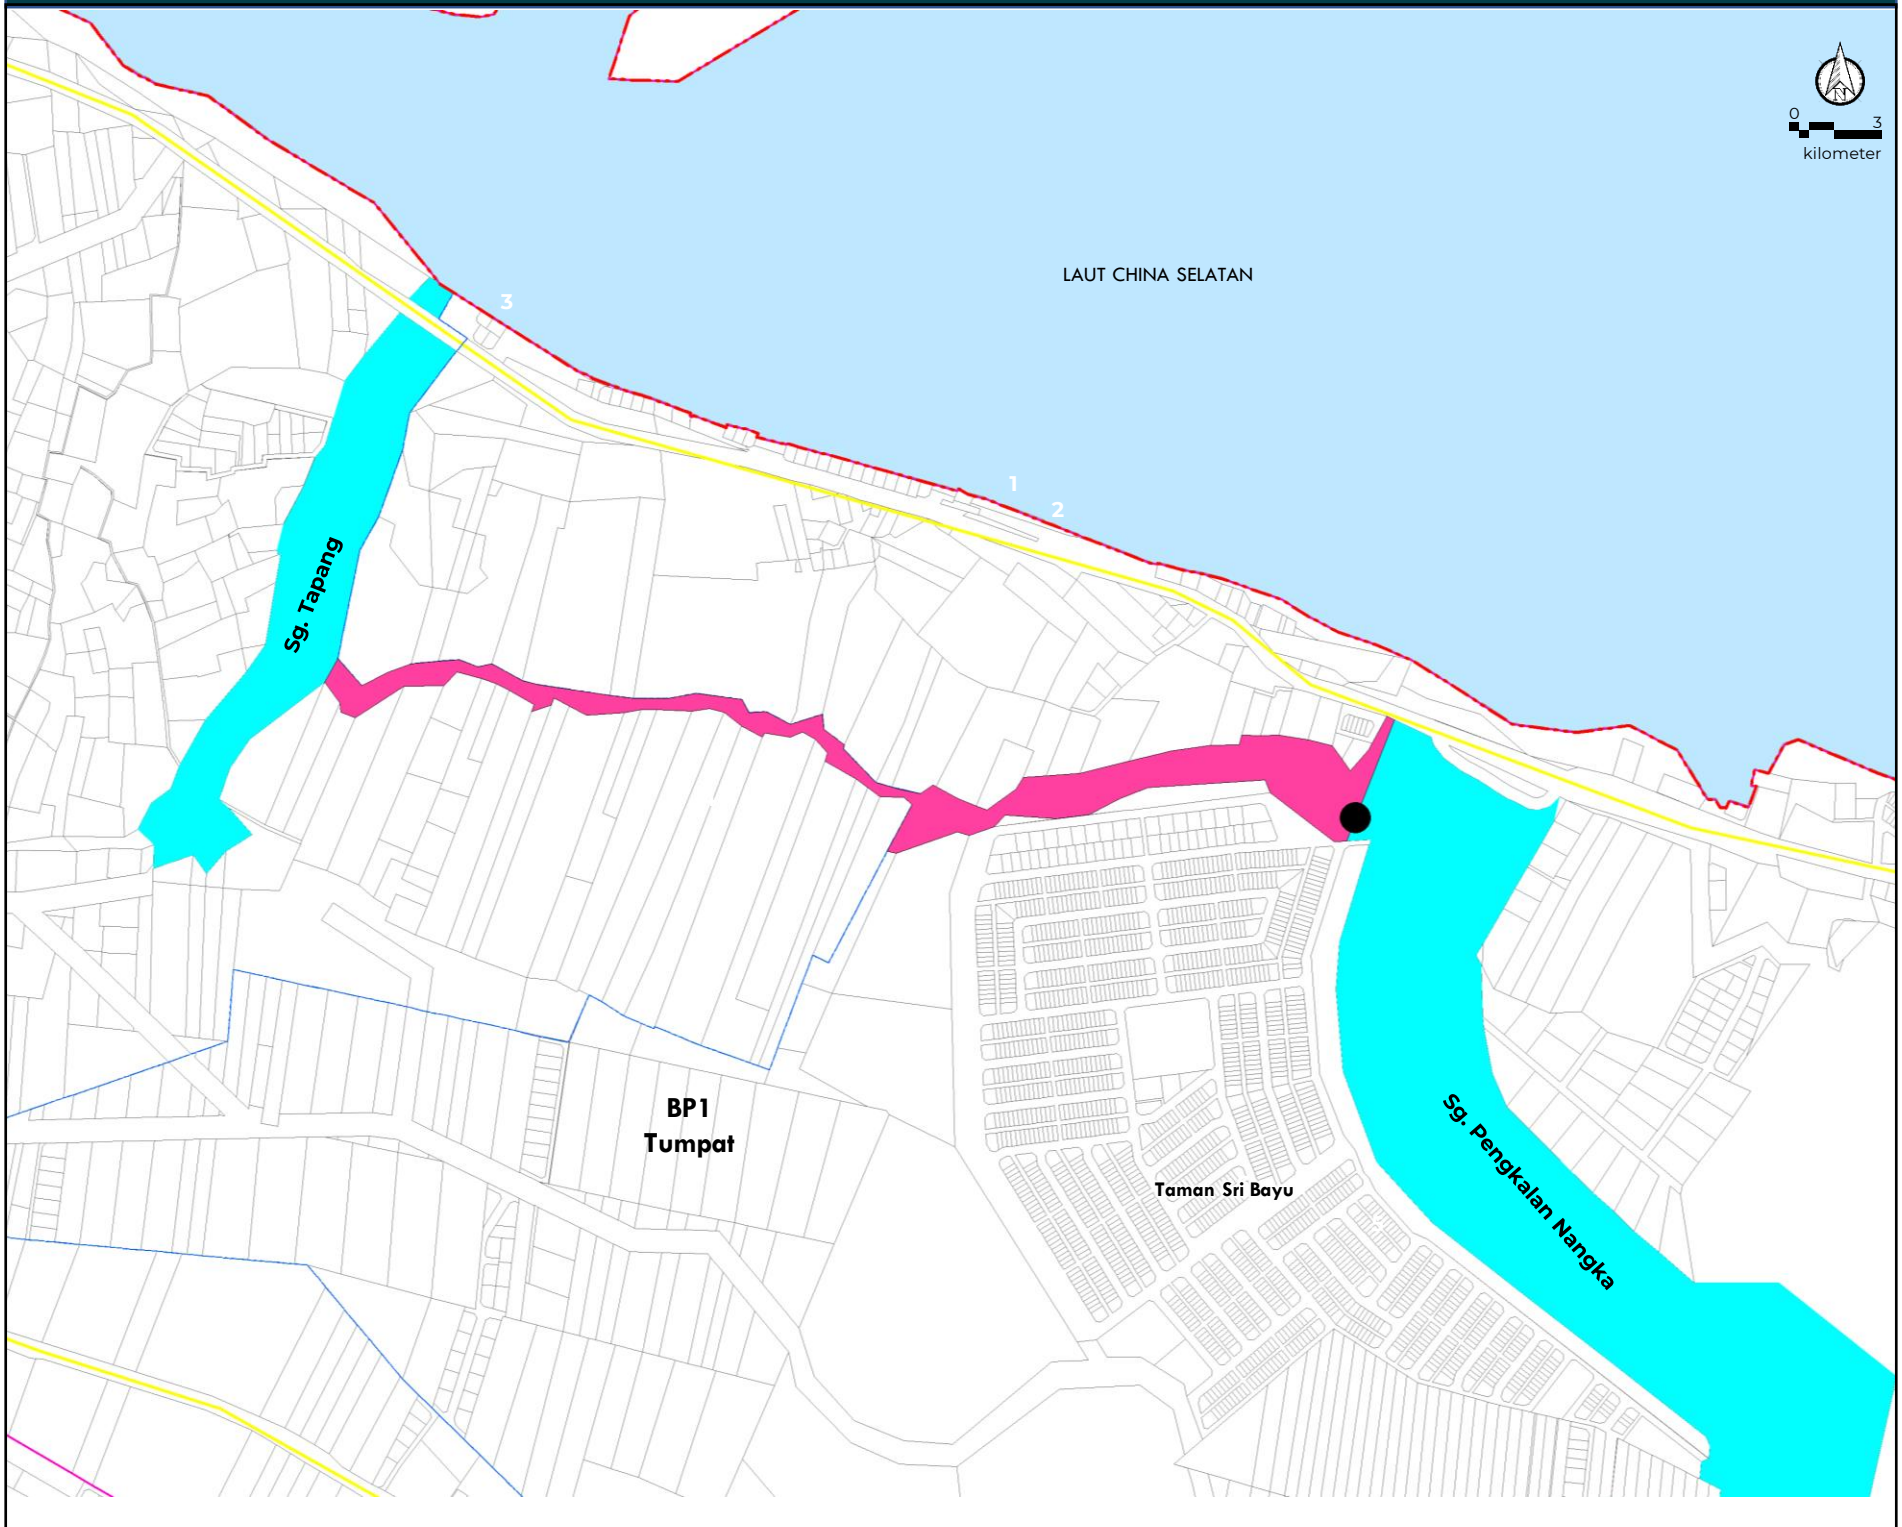 N
0 3
kilometer
LAUT CHINA SELATAN
3
1
2
Sg. Tapang
BP1
Tumpat
Taman Sri Bayu
Sg. Pengkalan Nangka